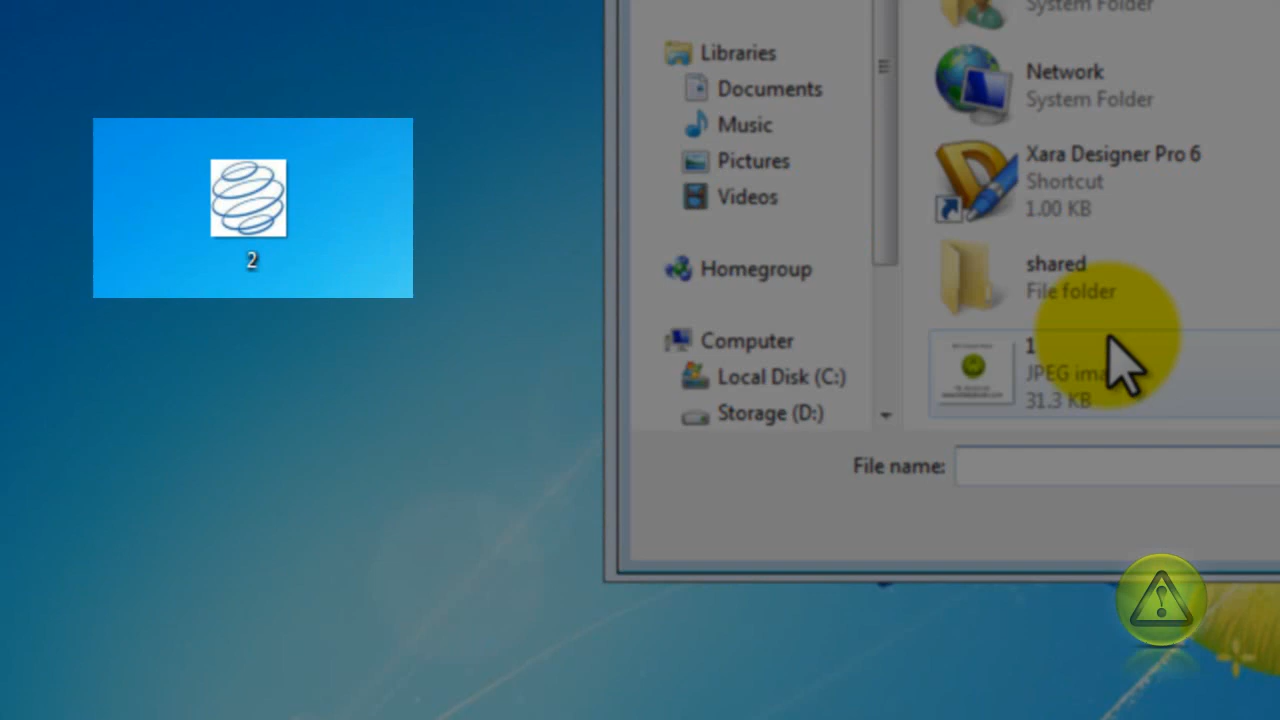 System Folder
Libraries
Documents
Music
Pictures
Videos
Homegroup
Computer
Local Disk (C:)
Storage (D:)
Network
System Folder
Xara Designer Pro 6
Shortcut
1.00 KB
shared
File folder
1
JPEG ima
31.3 KB
File name:
2